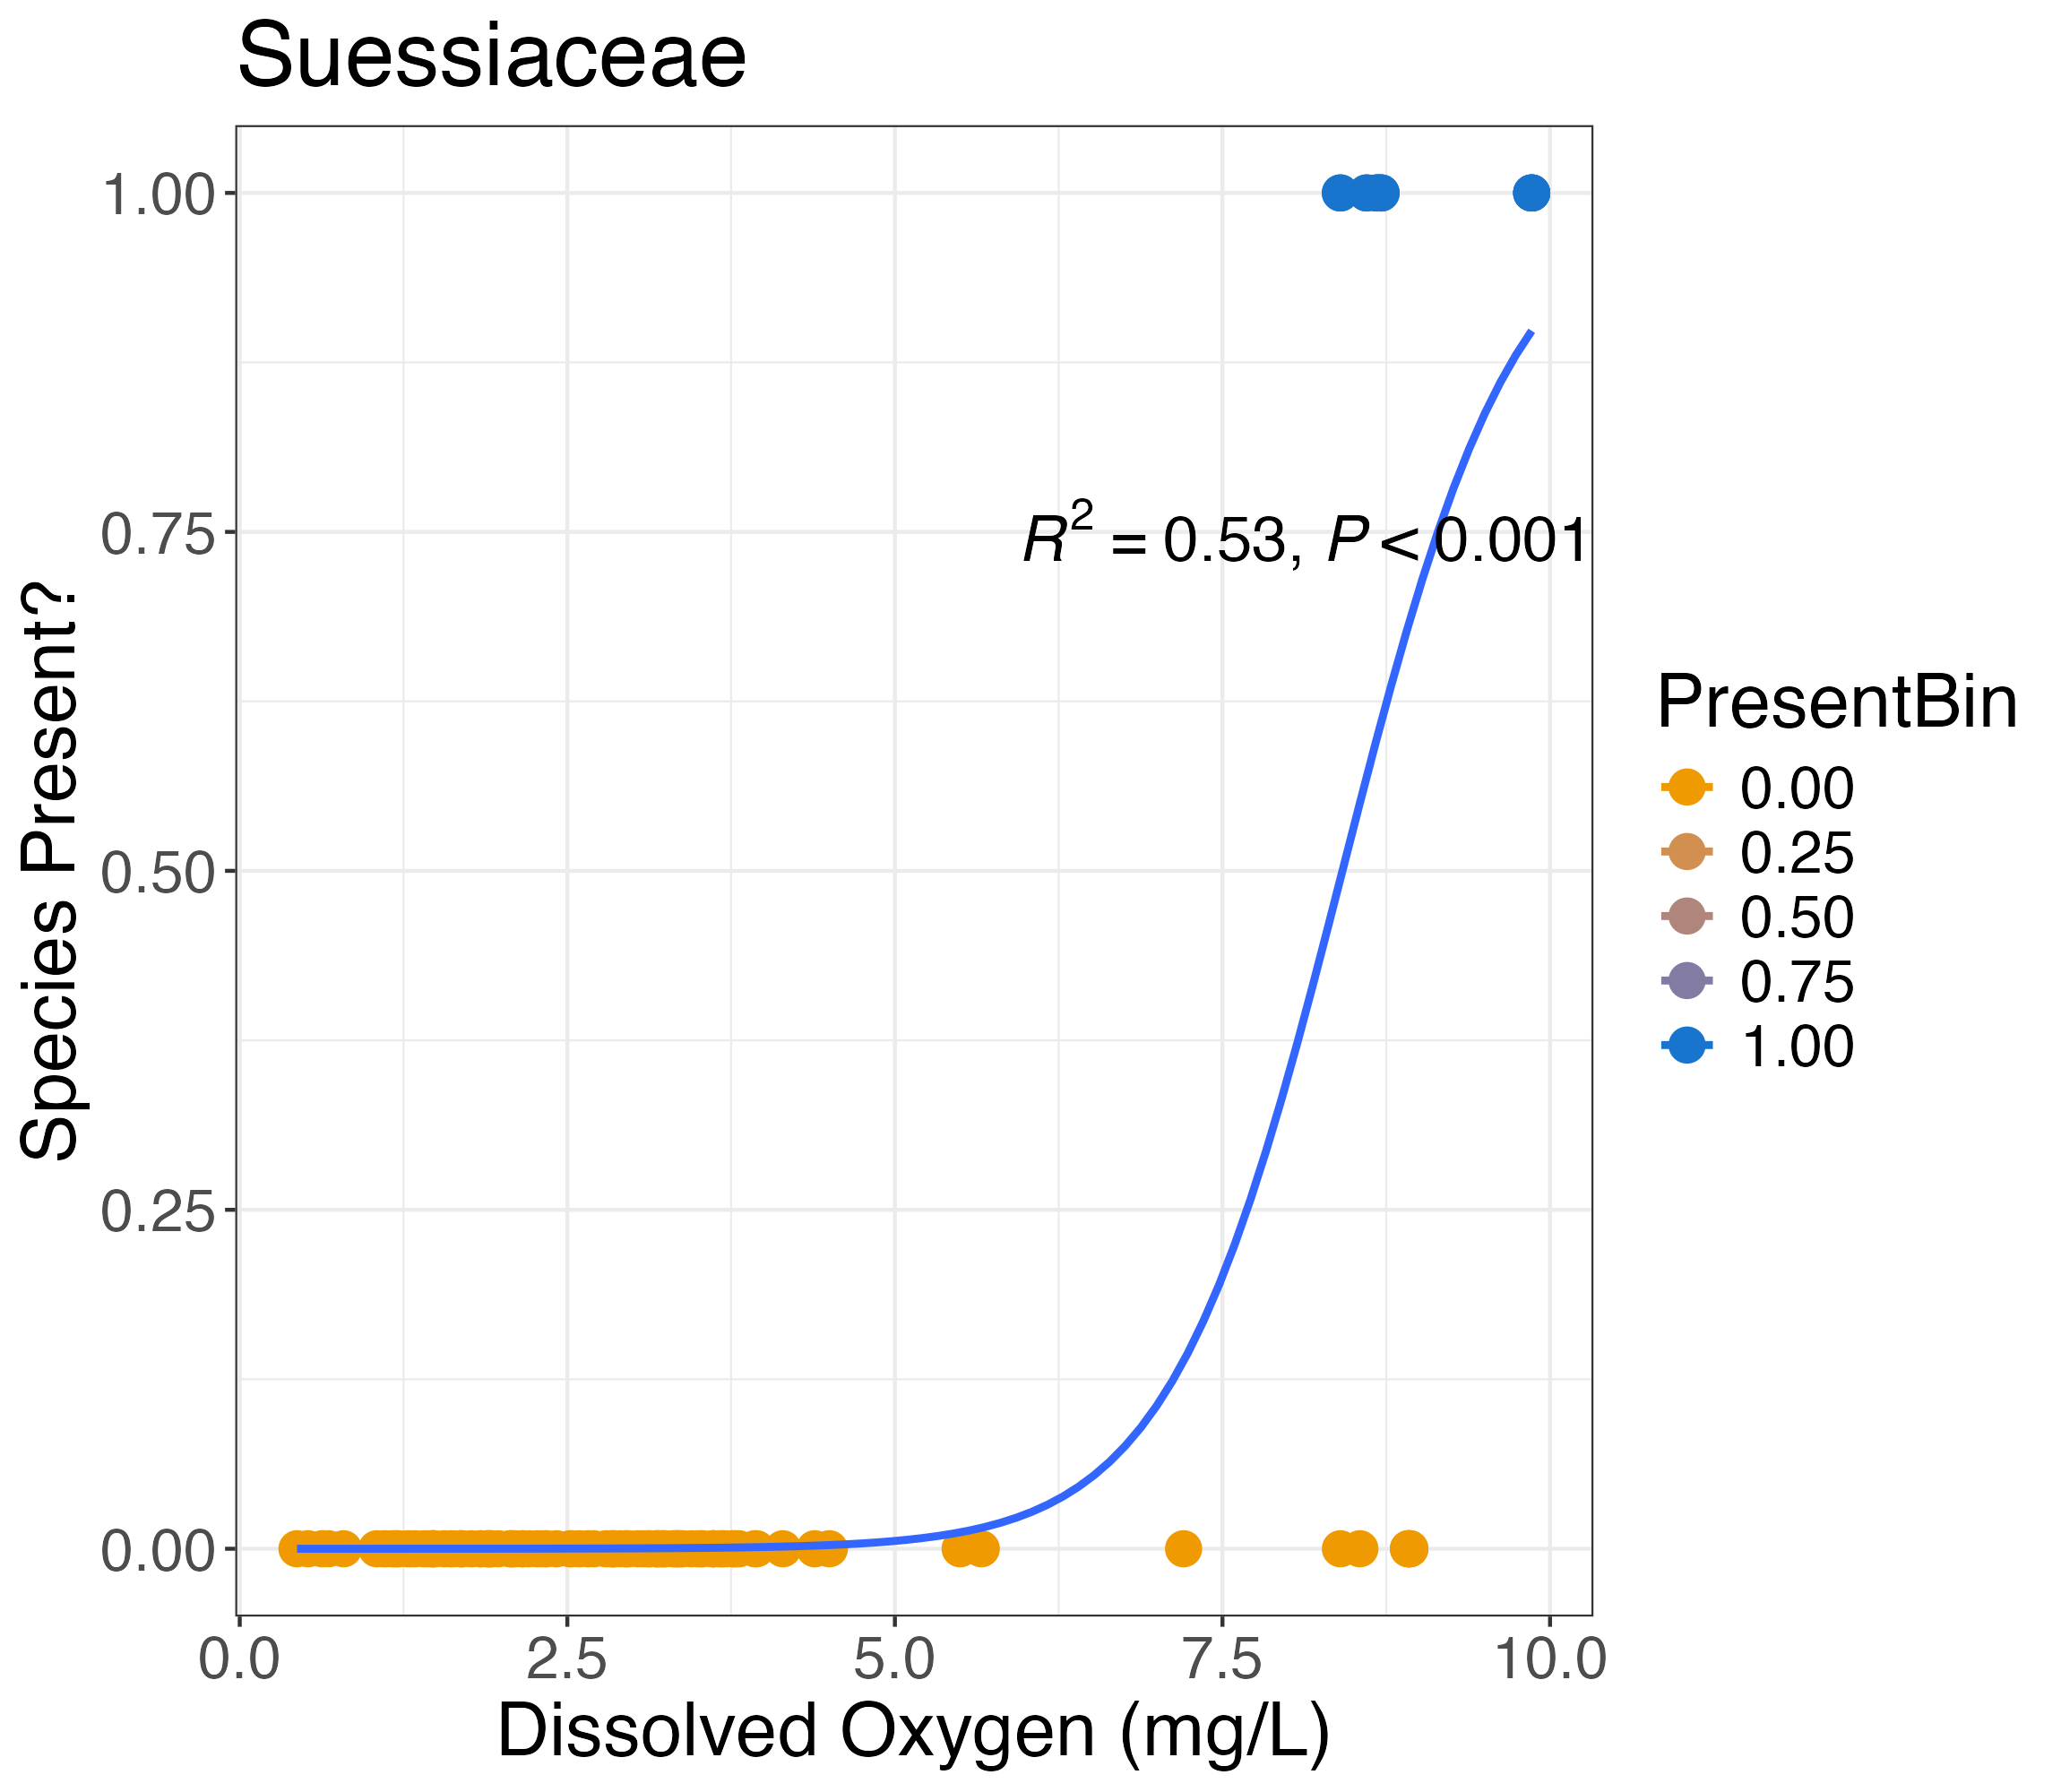 Suessiaceae
1.00
0.75
0.50
0.25
0.00
Species Present?
R² = 0.53, P < 0.001
0.0 2.5 5.0 7.5 10.0
Dissolved Oxygen (mg/L)
PresentBin
0.00
0.25
0.50
0.75
1.00